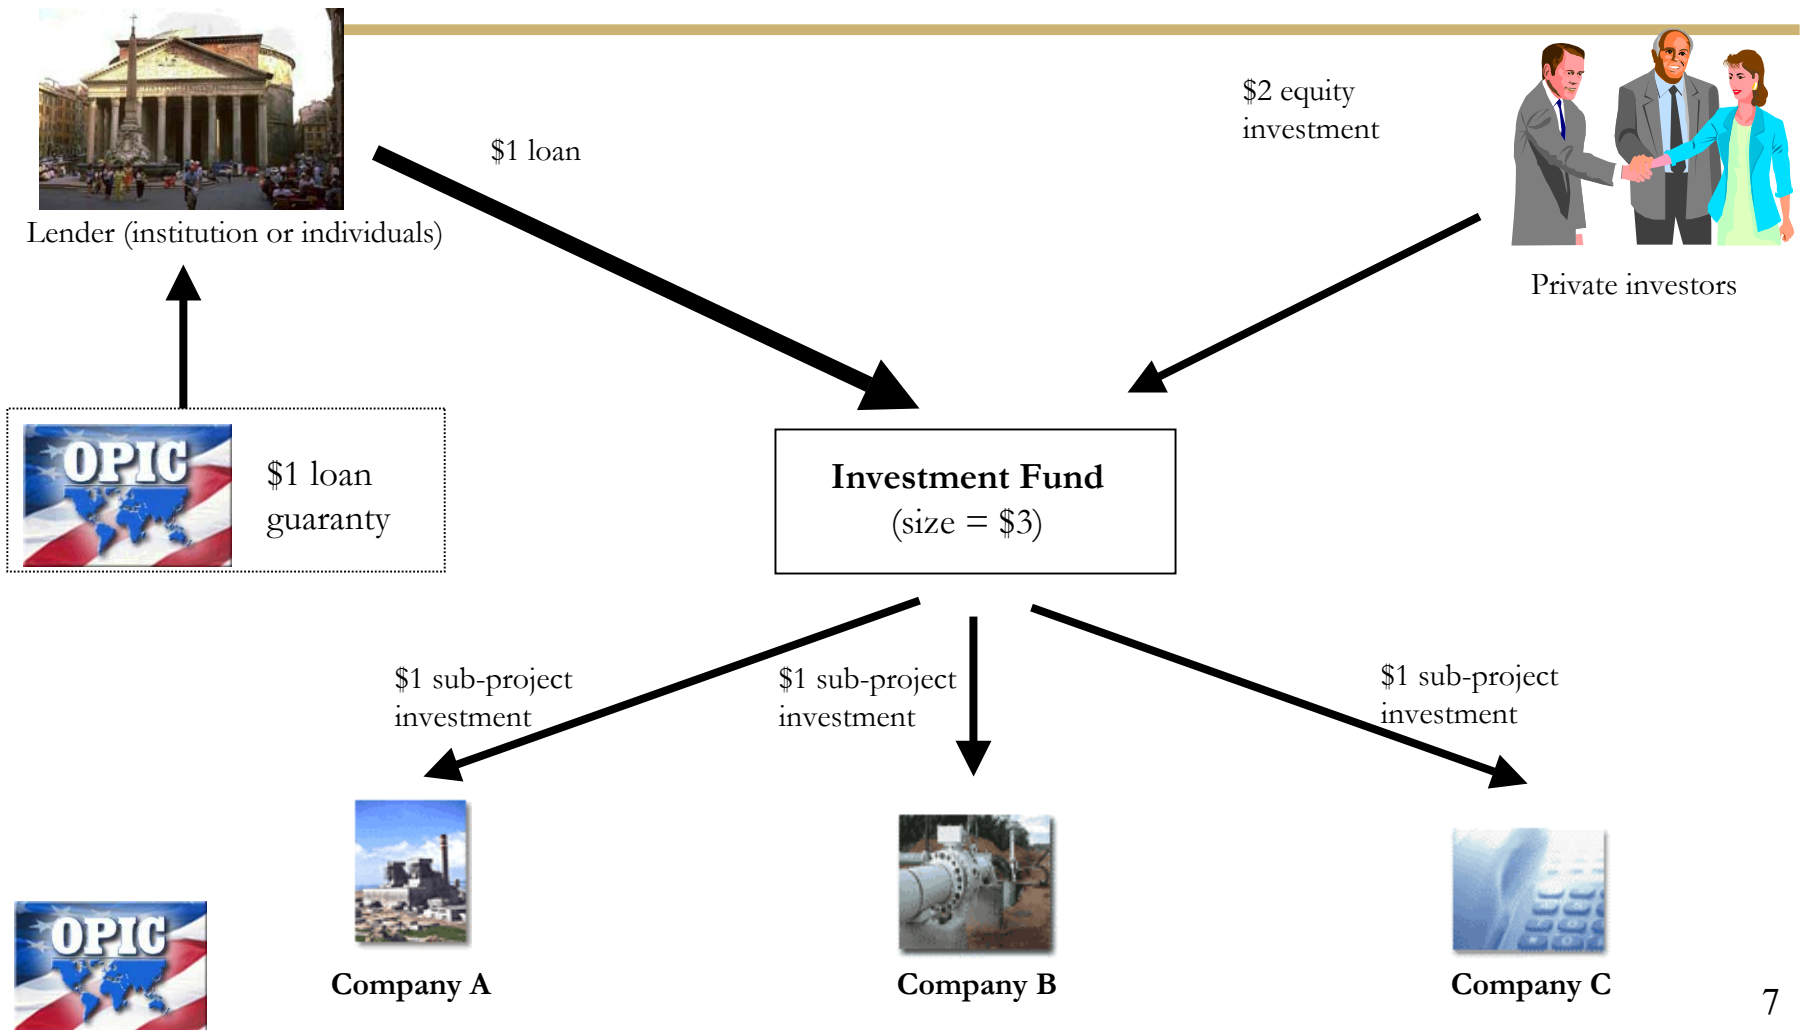 $1 loan
$2 equity
investment
Lender (institution or individuals)
Private investors
OPIC
$1 loan
guaranty
Investment Fund
(size = $3)
$1 sub-project
investment
$1 sub-project
investment
$1 sub-project
investment
OPIC
Company A
Company B
Company C
7